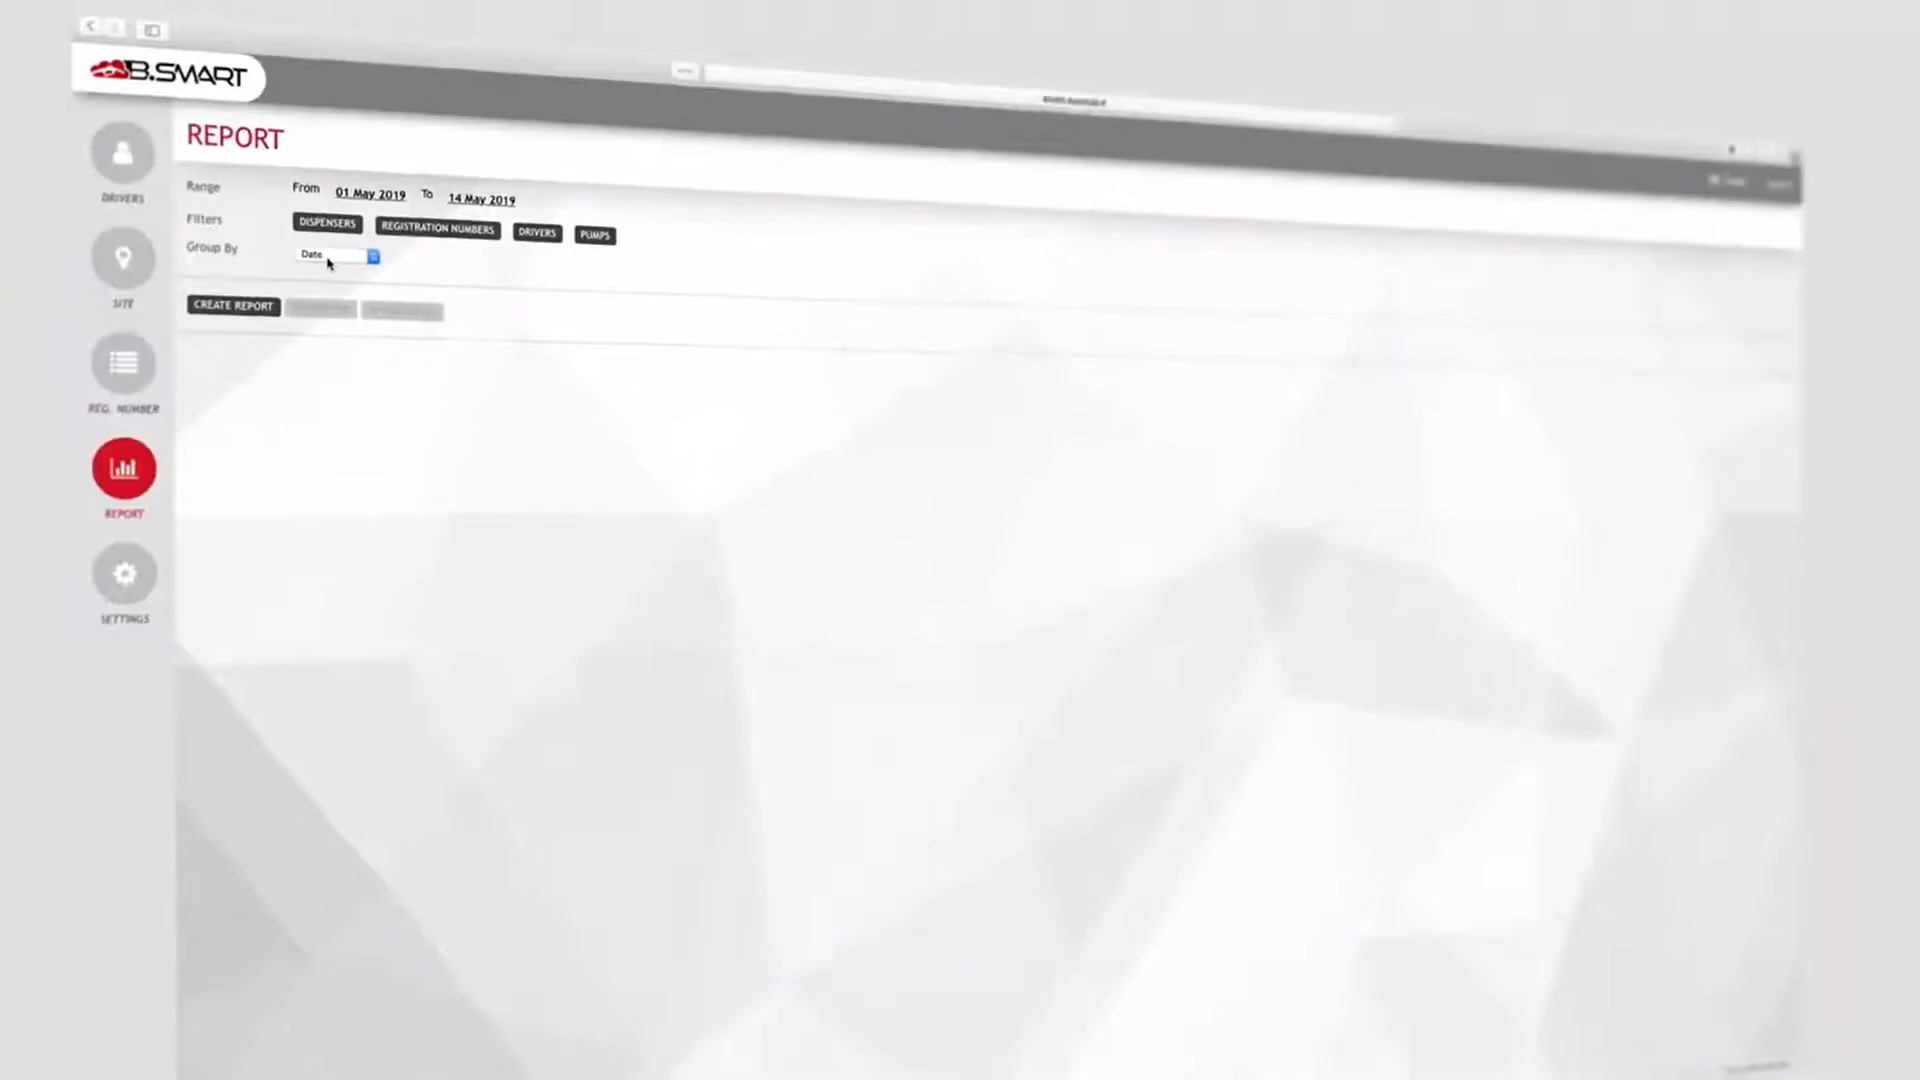 B.SMART
REPORT
DRIVERS
SITE
REG. NUMBER
REPORT
SETTINGS
Range From 01 May 2019 To 14 May 2019
Filters DISPENSERS REGISTRATION NUMBERS DRIVERS PUMPS
Group By Date
CREATE REPORT